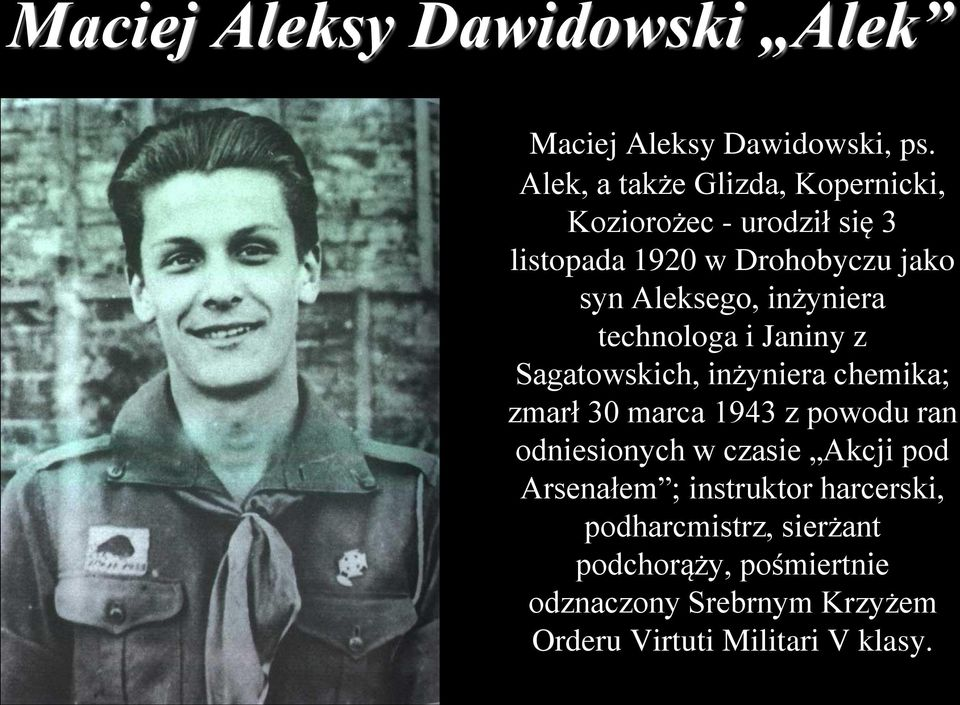 Maciej Aleksy Dawidowski „Alek”
Maciej Aleksy Dawidowski, ps.
Alek, a także Glizda, Kopernicki,
Koziorożec - urodził się 3
listopada 1920 w Drohobyczu jako
syn Aleksego, inżyniera
technologa i Janiny z
Sagatowskich, inżyniera chemika;
zmarł 30 marca 1943 z powodu ran
odniesionych w czasie „Akcji pod
Arsenałem” ; instruktor harcerski,
podharcmistrz, sierżant
podchorąży, pośmiertnie
odznaczony Srebrnym Krzyżem
Orderu Virtuti Militari V klasy.